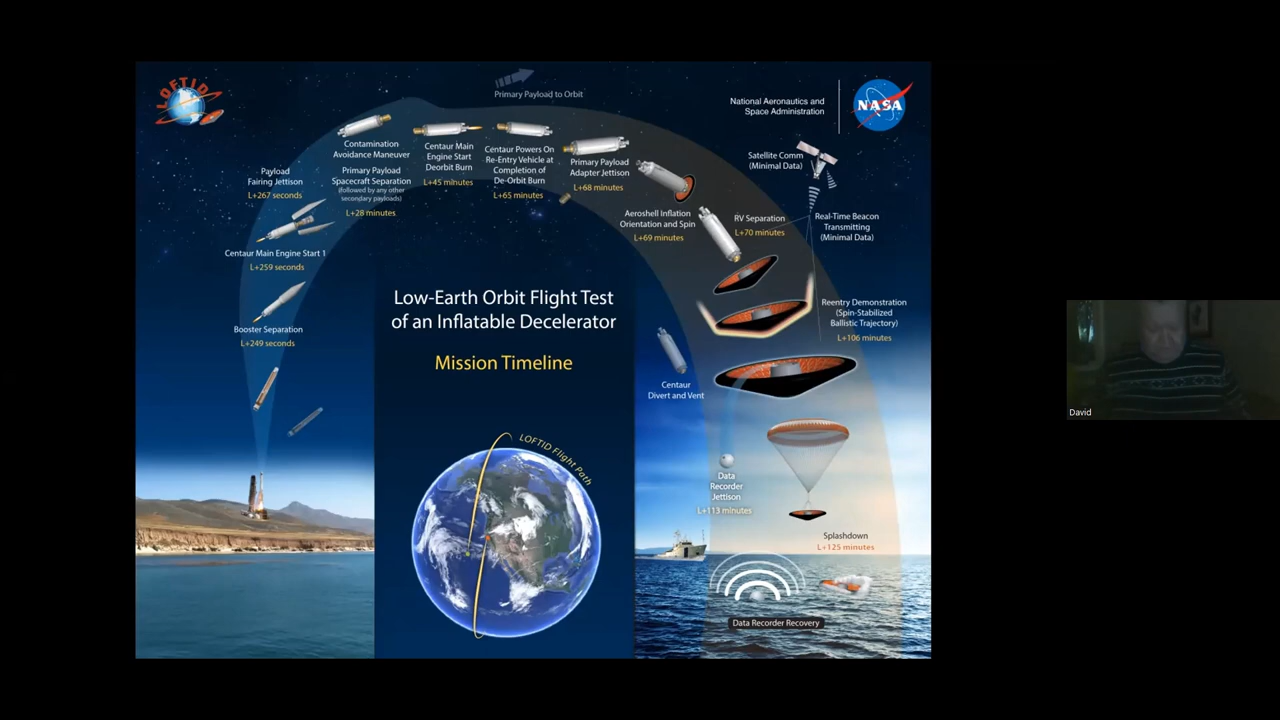 LOFTID
Primary Payload to Orbit
National Aeronautics and
Space Administration
NASA
Contamination
Avoidance Maneuver
Primary Payload
Spacecraft Separation
(followed by any other
secondary payloads)
L+28 minutes
Centaur Main
Engine Start
Deorbit Burn
L+45 minutes
Centaur Powers On
Re-Entry Vehicle at
Completion of
De-Orbit Burn
L+65 minutes
Primary Payload
Adapter Jettison
L+68 minutes
Satellite Comm
(Minimal Data)
Payload
Fairing Jettison
L+267 seconds
Aeroshell Inflation
Orientation and Spin
L+69 minutes
RV Separation
L+70 minutes
Real-Time Beacon
Transmitting
(Minimal Data)
Centaur Main Engine Start 1
L+259 seconds
Low-Earth Orbit Flight Test
of an Inflatable Decelerator
Mission Timeline
Reentry Demonstration
(Spin-Stabilized
Ballistic Trajectory)
L+106 minutes
Booster Separation
L+249 seconds
Centaur
Divert and Vent
LOFTID Flight Path
Data
Recorder
Jettison
L+113 minutes
Splashdown
L+125 minutes
Data Recorder Recovery
David